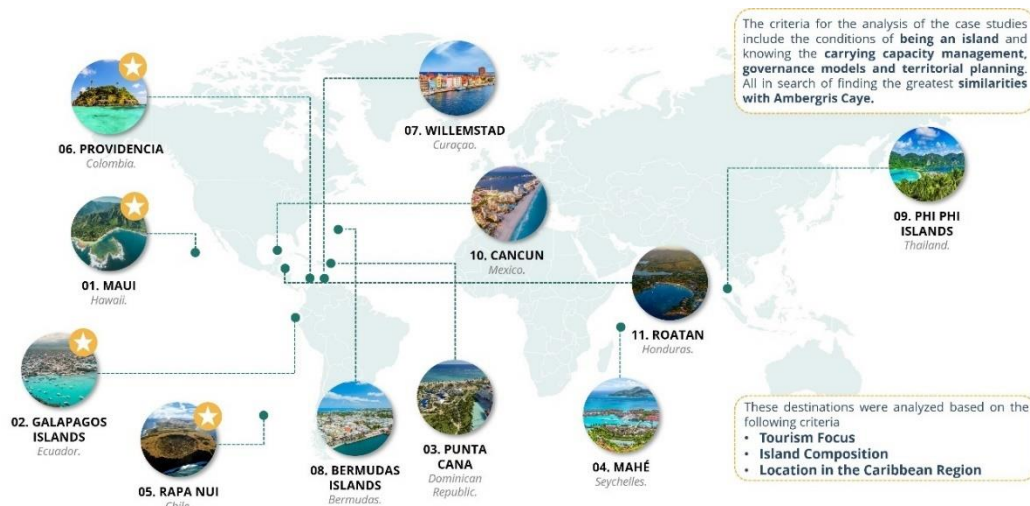 The criteria for the analysis of the case studies
include the conditions of being an island and
knowing the carrying capacity management,
governance models and territorial planning.
All in search of finding the greatest similarities
with Ambergris Caye.
06. PROVIDENCIA
Colombia.
07. WILLEMSTAD
Curaçao.
09. PHI PHI
ISLANDS
Thailand.
10. CANCUN
Mexico.
01. MAUI
Hawaii.
11. ROATAN
Honduras.
02. GALAPAGOS
ISLANDS
Ecuador.
05. RAPA NUI
Chile.
08. BERMUDAS
ISLANDS
Bermudas.
03. PUNTA
CANA
Dominican
Republic.
04. MAHÉ
Seychelles.
These destinations were analyzed based on the
following criteria
• Tourism Focus
• Island Composition
• Location in the Caribbean Region